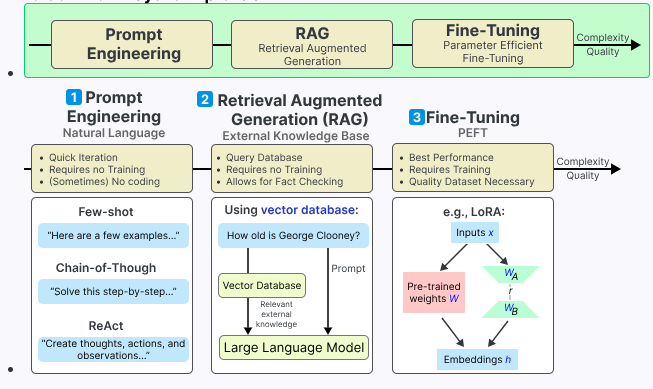 Prompt
Engineering
RAG
Retrieval Augmented
Generation
Fine-Tuning
Parameter Efficient
Fine-Tuning
Complexity
Quality
1 Prompt
Engineering
Natural Language
2 Retrieval Augmented
Generation (RAG)
External Knowledge Base
3 Fine-Tuning
PEFT
• Quick Iteration
• Requires no Training
• (Sometimes) No coding
• Query Database
• Requires no Training
• Allows for Fact Checking
• Best Performance
• Requires Training
• Quality Dataset Necessary
Complexity
Quality
Few-shot
“Here are a few examples...”
Chain-of-Though
“Solve this step-by-step...”
ReAct
“Create thoughts, actions, and
observations...”
Using vector database:
How old is George Clooney?
Prompt
Vector Database
Relevant
external
knowledge
Large Language Model
e.g., LoRA:
Inputs x
Pre-trained
weights W
WA
r
WB
Embeddings h